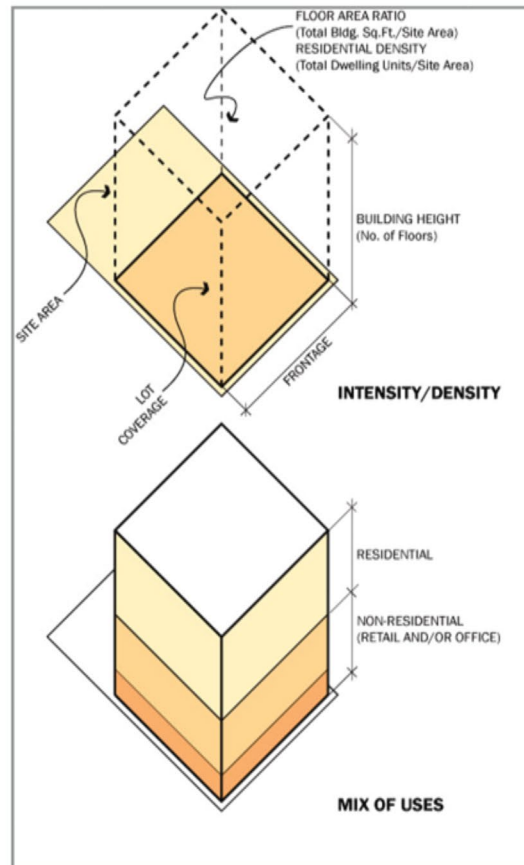 FLOOR AREA RATIO
(Total Bldg. Sq.Ft./Site Area)
RESIDENTIAL DENSITY
(Total Dwelling Units/Site Area)
BUILDING HEIGHT
(No. of Floors)
SITE AREA
LOT
COVERAGE
FRONTAGE
INTENSITY/DENSITY
RESIDENTIAL
NON-RESIDENTIAL
(RETAIL AND/OR OFFICE)
MIX OF USES